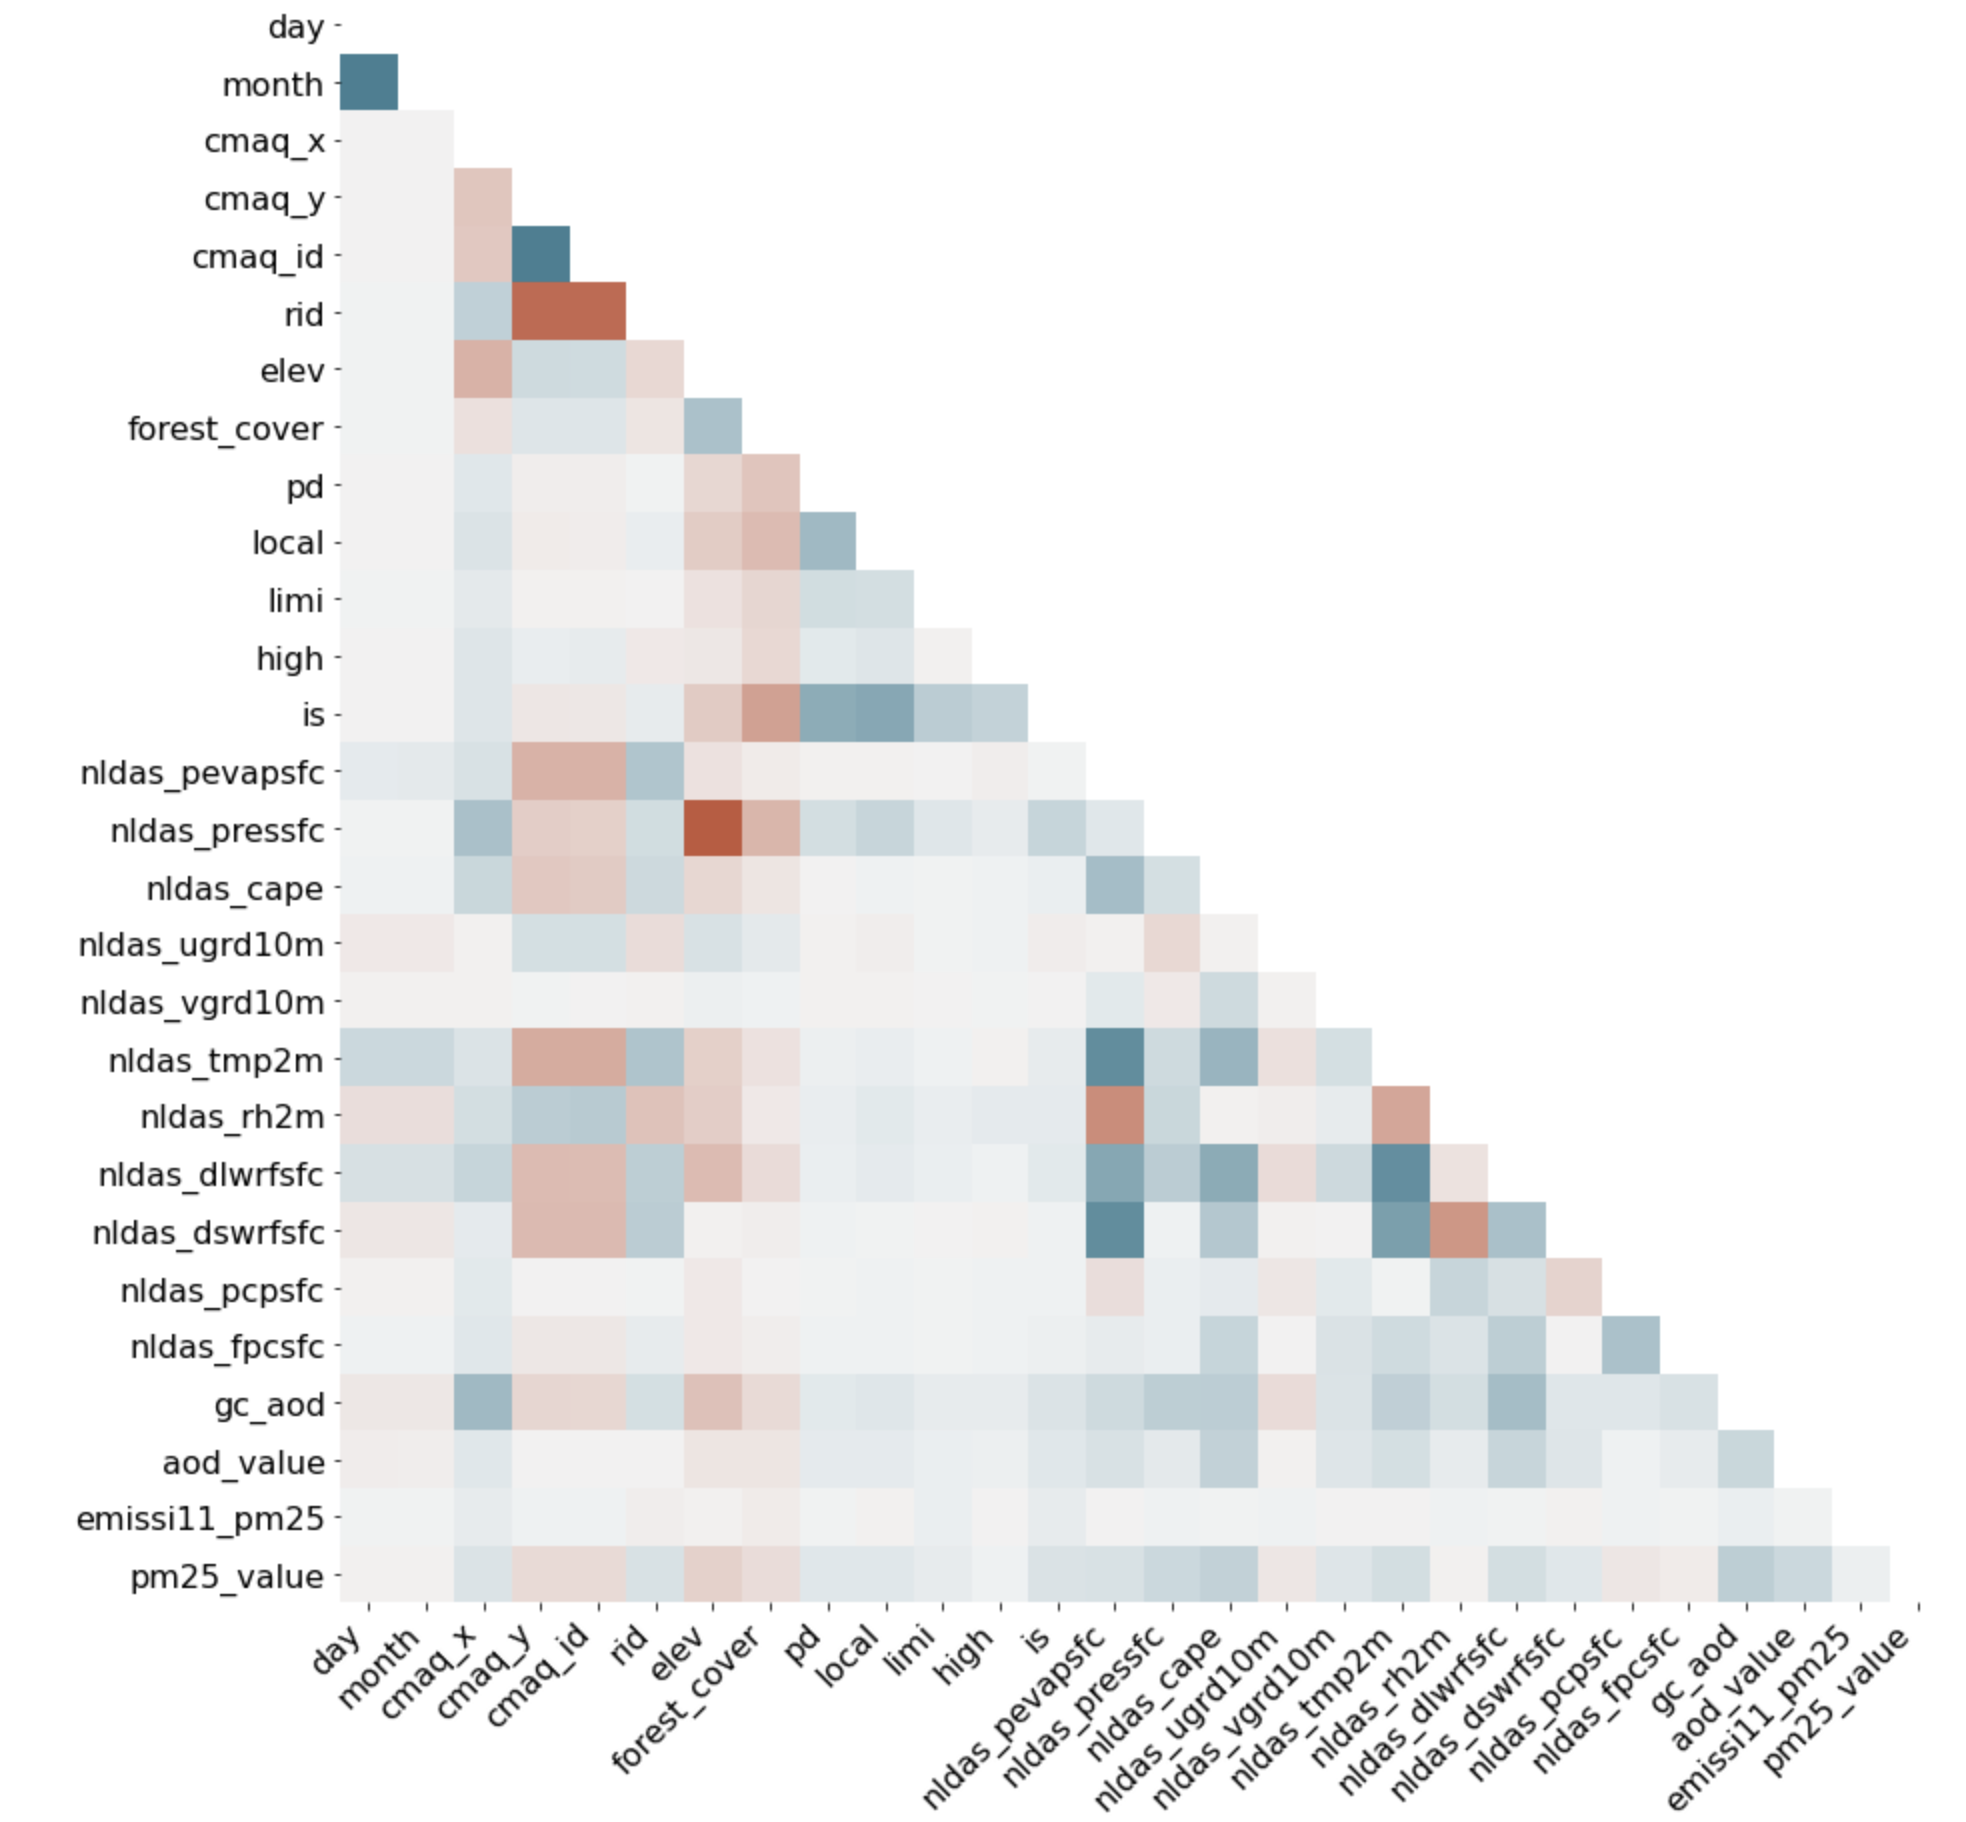 day
month
cmaq_x
cmaq_y
cmaq_id
rid
elev
forest_cover
pd
local
limi
high
is
nldas_pevapsfc
nldas_pressfc
nldas_cape
nldas_ugrd10m
nldas_vgrd10m
nldas_tmp2m
nldas_rh2m
nldas_dlwrfsfc
nldas_dswrfsfc
nldas_pcpsfc
nldas_fpcsfc
gc_aod
aod_value
emissi11_pm25
pm25_value
day
month
cmaq_x
cmaq_y
cmaq_id
rid
elev
forest_cover
pd
local
limi
high
is
nldas_pevapsfc
nldas_pressfc
nldas_cape
nldas_ugrd10m
nldas_vgrd10m
nldas_tmp2m
nldas_rh2m
nldas_dlwrfsfc
nldas_dswrfsfc
nldas_pcpsfc
nldas_fpcsfc
gc_aod
aod_value
emissi11_pm25
pm25_value